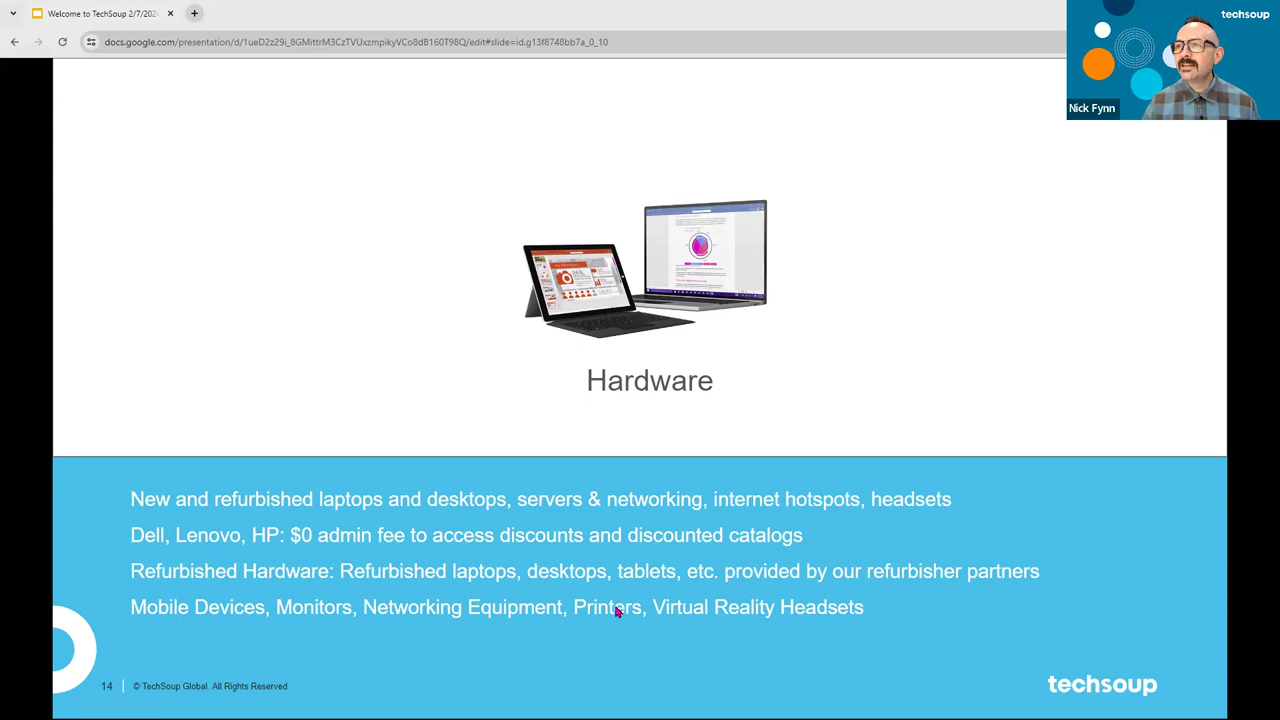 Welcome to TechSoup 2/7/202
docs.google.com/presentation/d/1ueD2z29i_8GMittrM3CzTVUxzmpikyVCo8dB160T98Q/edit#slide=id.g13f8748bb7a_0_10
techsoup
Nick Fynn
Hardware
New and refurbished laptops and desktops, servers & networking, internet hotspots, headsets
Dell, Lenovo, HP: $0 admin fee to access discounts and discounted catalogs
Refurbished Hardware: Refurbished laptops, desktops, tablets, etc. provided by our refurbisher partners
Mobile Devices, Monitors, Networking Equipment, Printers, Virtual Reality Headsets
14
© TechSoup Global. All Rights Reserved.
techsoup